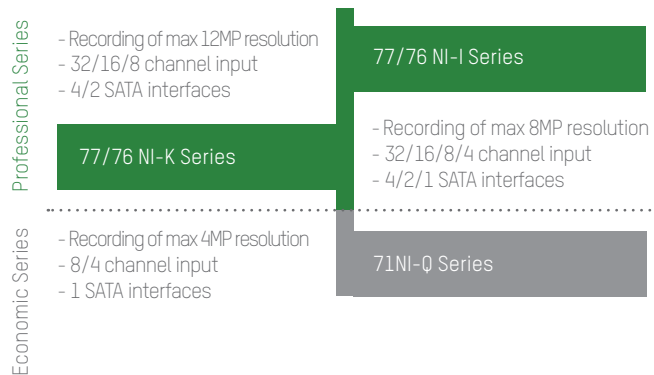 Professional Series
- Recording of max 12MP resolution
- 32/16/8 channel input
- 4/2 SATA interfaces
77/76 NI-I Series
77/76 NI-K Series
- Recording of max 8MP resolution
- 32/16/8/4 channel input
- 4/2/1 SATA interfaces
Economic Series
- Recording of max 4MP resolution
- 8/4 channel input
- 1 SATA interfaces
71NI-Q Series